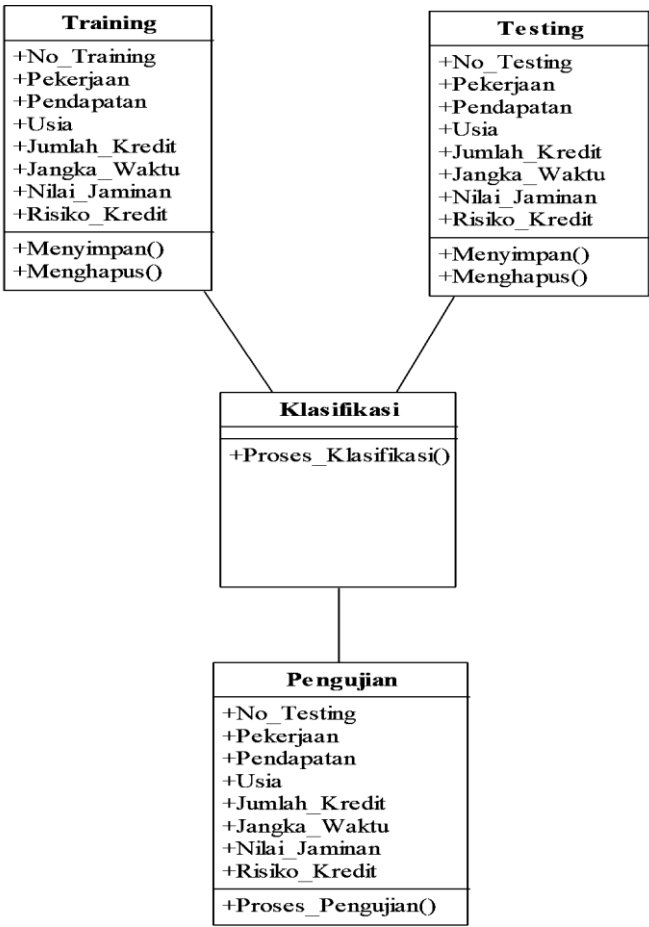 Training
+No_Training
+Pekerjaan
+Pendapatan
+Usia
+Jumlah_Kredit
+Jangka_Waktu
+Nilai_Jaminan
+Risiko_Kredit
+Menyimpan()
+Menghapus()
Testing
+No_Testing
+Pekerjaan
+Pendapatan
+Usia
+Jumlah_Kredit
+Jangka_Waktu
+Nilai_Jaminan
+Risiko_Kredit
+Menyimpan()
+Menghapus()
Klasifikasi
+Proses_Klasifikasi()
Pengujian
+No_Testing
+Pekerjaan
+Pendapatan
+Usia
+Jumlah_Kredit
+Jangka_Waktu
+Nilai_Jaminan
+Risiko_Kredit
+Proses_Pengujian()